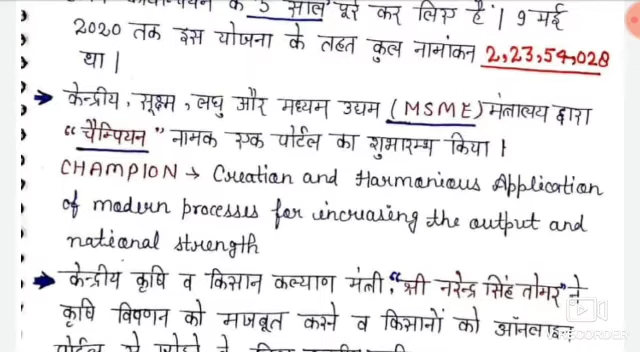 के 5 साल पूरे कर लिए है। 9 मई
2020 तक इस योजना के तहत कुल नामांकन 2,23,54,028
था।
केन्द्रीय, सूक्ष्म, लघु और मध्यम उद्यम (MSME) मंत्रालय द्वारा
"चैम्पियन" नामक एक पोर्टल का शुभारम्भ किया।
CHAMPION → Creation and Harmonious Application
of modern processes for increasing the output and
national strength
केन्द्रीय कृषि व किसान कल्याण मंत्री "श्री नरेन्द्र सिंह तोमर" ने
कृषि विपणन को मजबूत करने व किसानों को ऑनलाइन